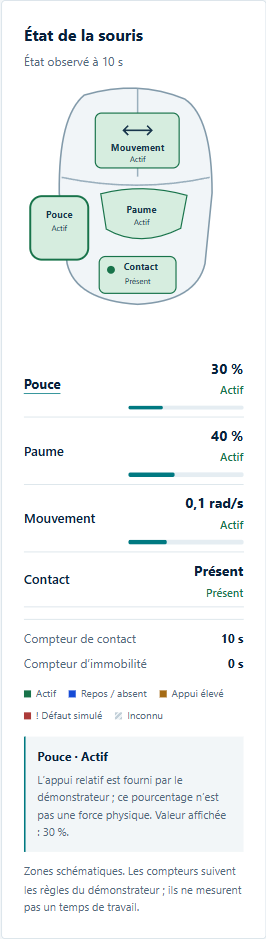 État de la souris
État observé à 10 s
Mouvement
Actif
Pouce
Actif
Paume
Actif
Contact
Présent
30 %
Pouce
Actif
40 %
Paume
Actif
0,1 rad/s
Mouvement
Actif
Présent
Contact
Présent
Compteur de contact 10 s
Compteur d'immobilité 0 s
Actif Repos / absent Appui élevé
! Défaut simulé Inconnu
Pouce · Actif
L'appui relatif est fourni par le
démonstrateur ; ce pourcentage n'est
pas une force physique. Valeur affichée
: 30 %.
Zones schématiques. Les compteurs suivent
les règles du démonstrateur ; ils ne mesurent
pas un temps de travail.